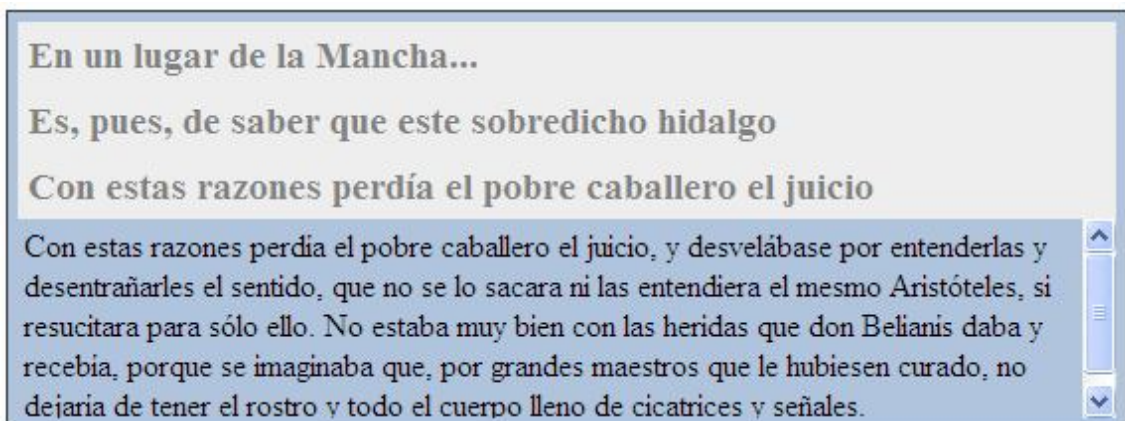 En un lugar de la Mancha...
Es, pues, de saber que este sobredicho hidalgo
Con estas razones perdía el pobre caballero el juicio
Con estas razones perdía el pobre caballero el juicio, y desvelábase por entenderlas y
desentrañarles el sentido, que no se lo sacara ni las entendiera el mesmo Aristóteles, si
resucitara para sólo ello. No estaba muy bien con las heridas que don Belianís daba y
recebía, porque se imaginaba que, por grandes maestros que le hubiesen curado, no
dejaría de tener el rostro y todo el cuerpo lleno de cicatrices y señales.